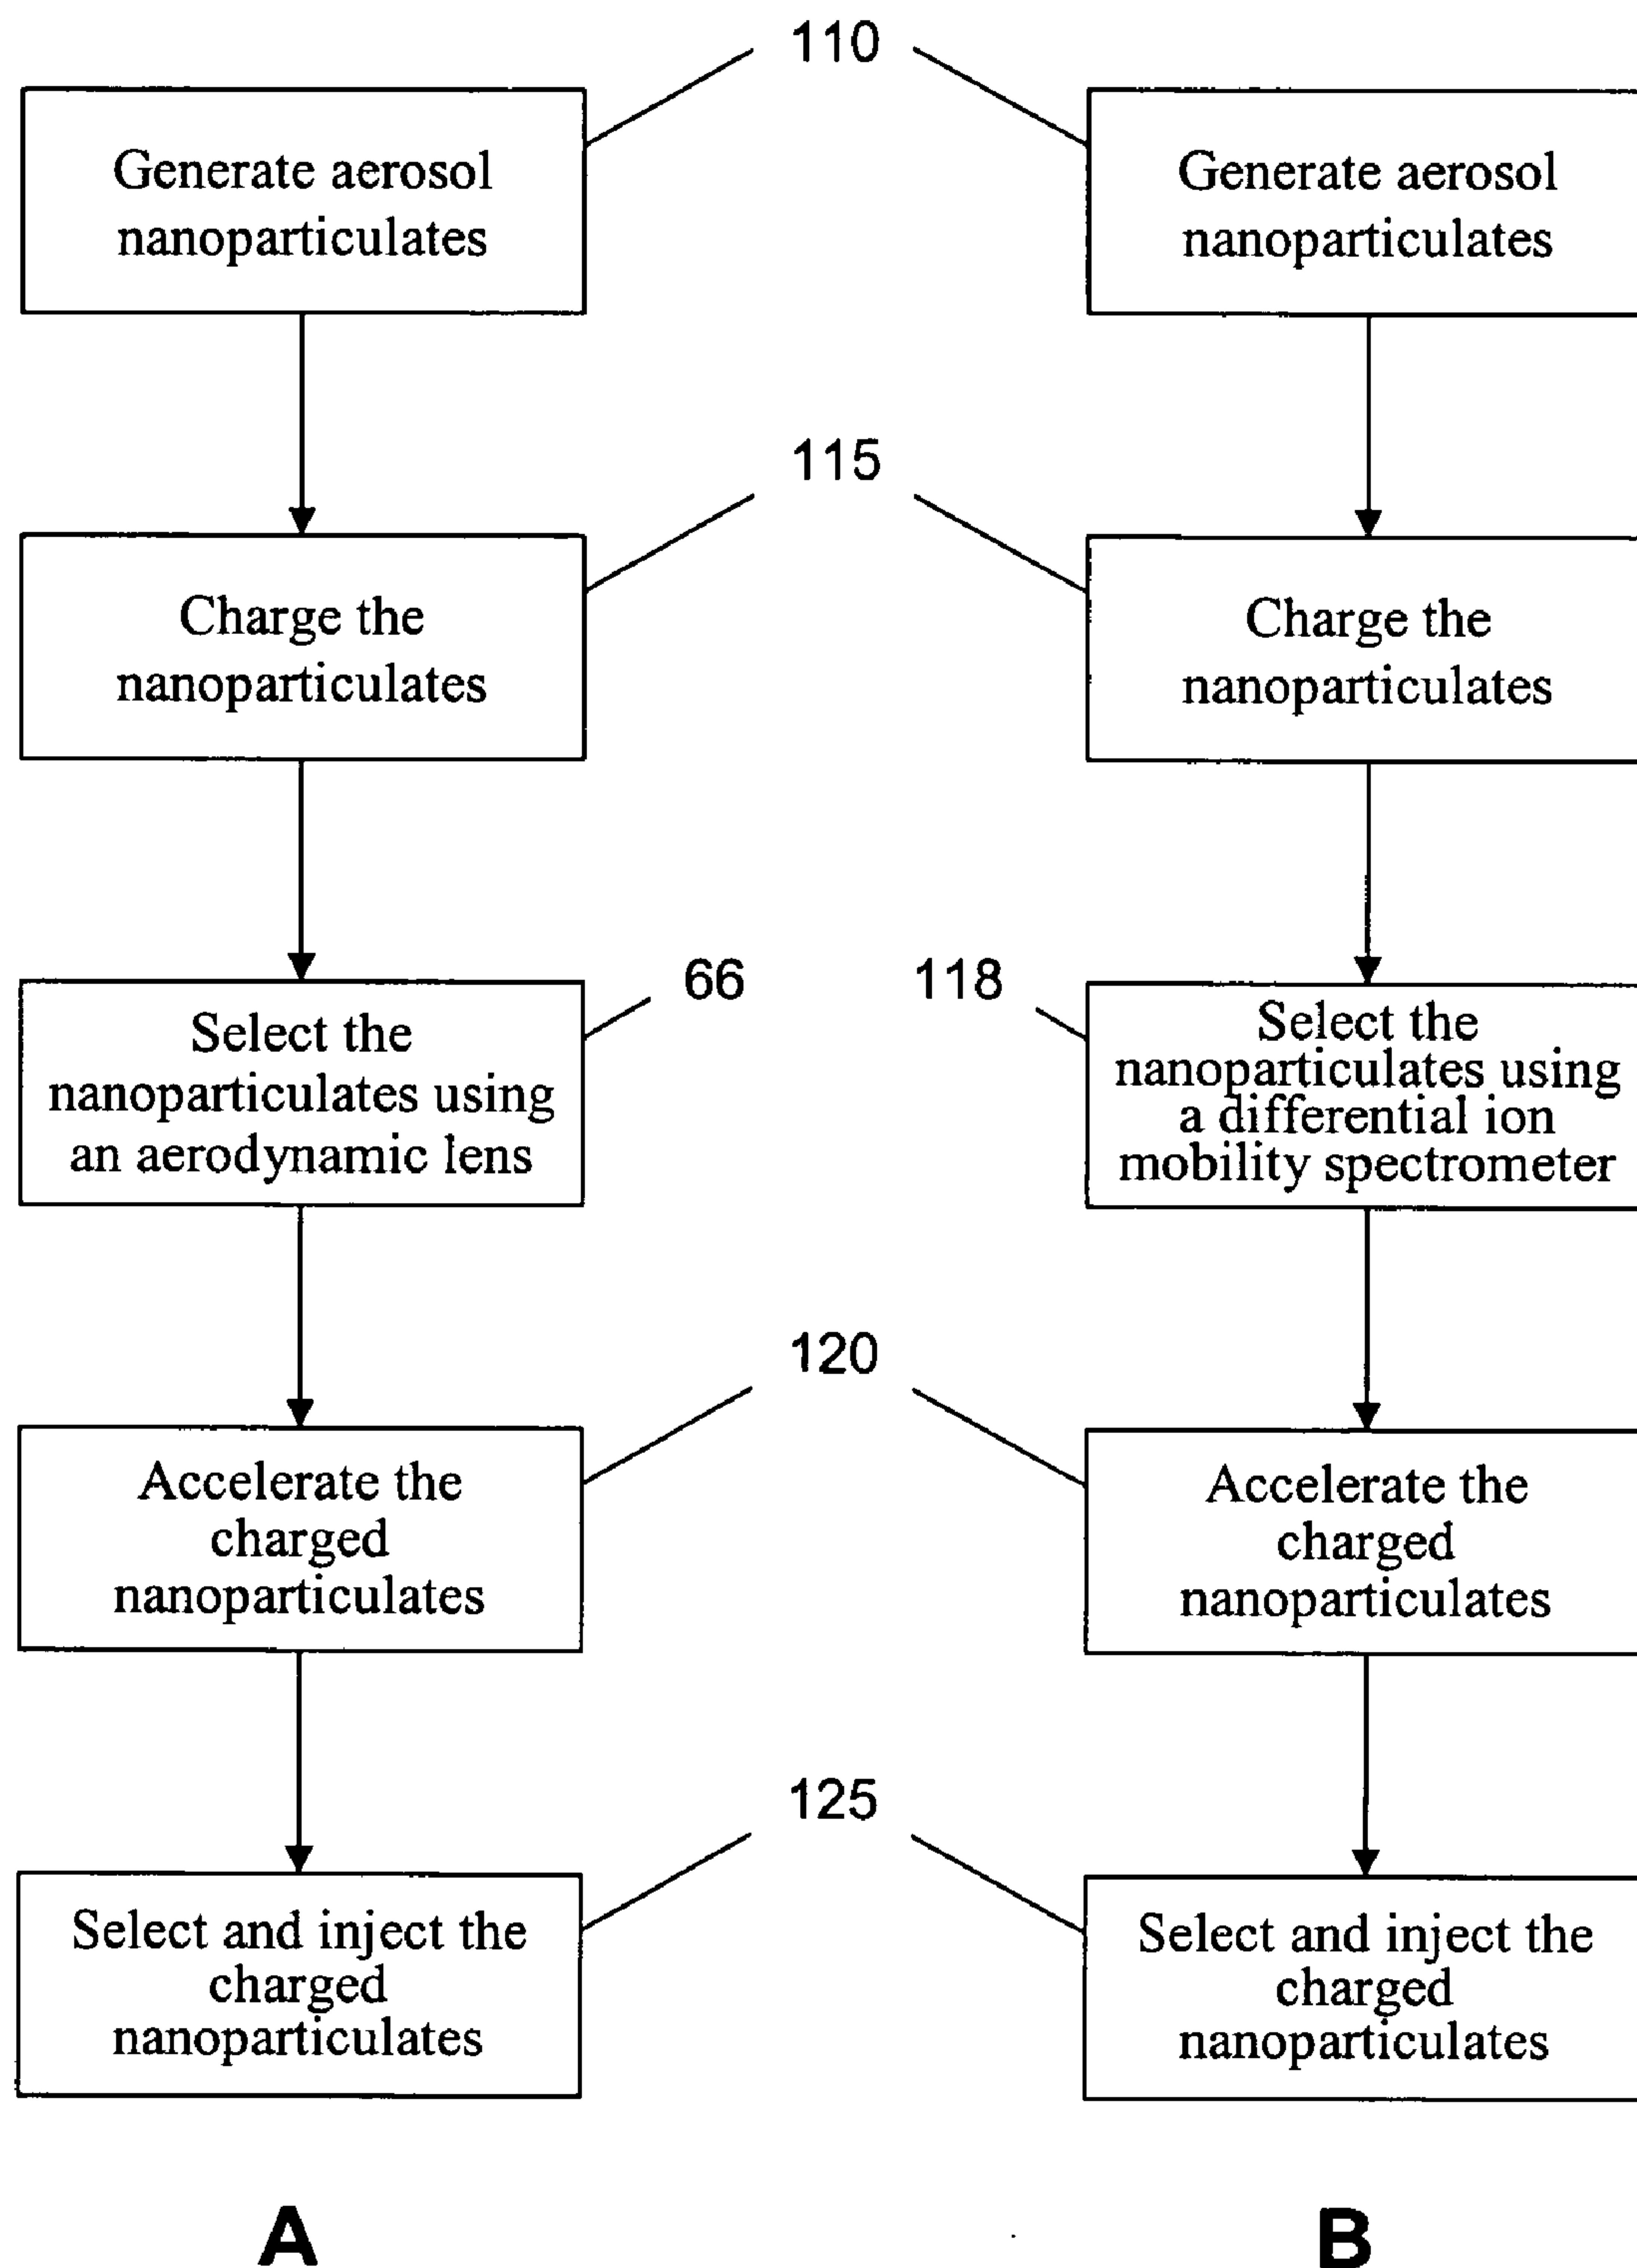 110
Generate aerosol
nanoparticulates
Generate aerosol
nanoparticulates
115
Charge the
nanoparticulates
Charge the
nanoparticulates
66
118
Select the
nanoparticulates using
an aerodynamic lens
Select the
nanoparticulates using
a differential ion
mobility spectrometer
120
Accelerate the
charged
nanoparticulates
Accelerate the
charged
nanoparticulates
125
Select and inject the
charged
nanoparticulates
Select and inject the
charged
nanoparticulates
A
B